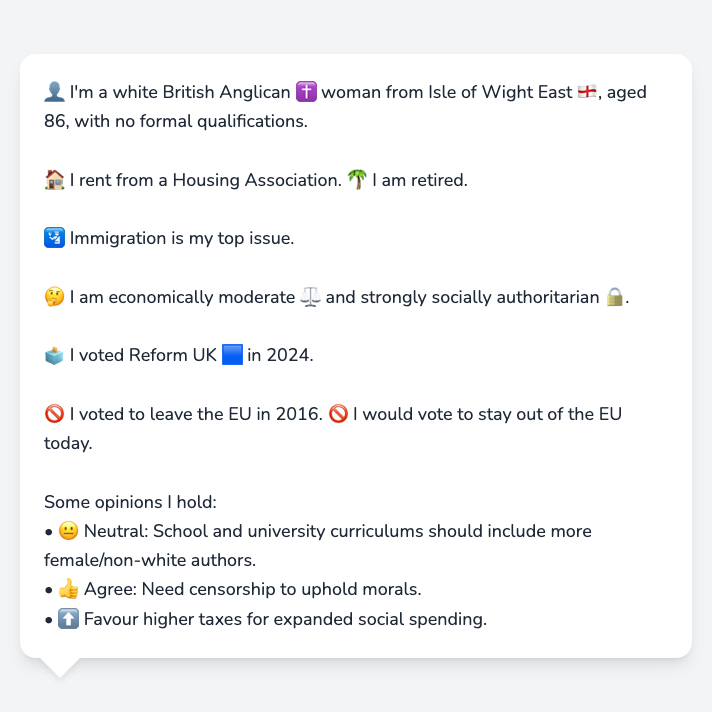 👤 I'm a white British Anglican ✝️ woman from Isle of Wight East 🏴󠁧󠁢󠁥󠁮󠁧󠁿, aged
86, with no formal qualifications.
🏠 I rent from a Housing Association. 🌴 I am retired.
🛂 Immigration is my top issue.
🤔 I am economically moderate ⚖️ and strongly socially authoritarian 🔒.
🗳️ I voted Reform UK 🟦 in 2024.
🚫 I voted to leave the EU in 2016. 🚫 I would vote to stay out of the EU
today.
Some opinions I hold:
• 😐 Neutral: School and university curriculums should include more
female/non-white authors.
• 👍 Agree: Need censorship to uphold morals.
• ⬆️ Favour higher taxes for expanded social spending.